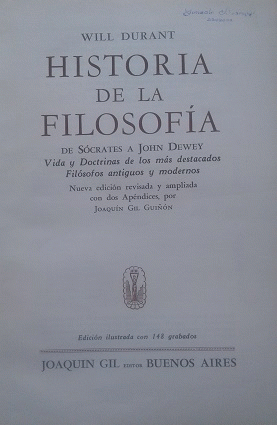 WILL DURANT
HISTORIA
DE LA
FILOSOFÍA
DE SÓCRATES A JOHN DEWEY
Vida y Doctrinas de los más destacados
Filósofos antiguos y modernos
Nueva edición revisada y ampliada
con dos Apéndices, por
JOAQUÍN GIL GUIÑÓN
Edición ilustrada con 148 grabados
JOAQUIN GIL EDITOR BUENOS AIRES